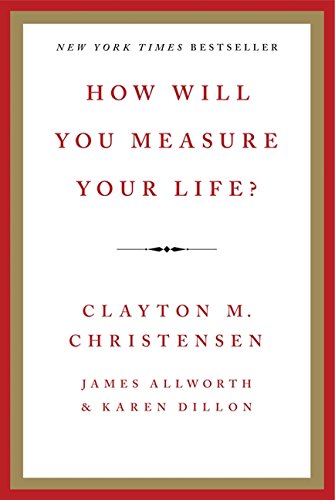 NEW YORK TIMES BESTSELLER
HOW WILL
YOU MEASURE
YOUR LIFE?
CLAYTON M.
CHRISTENSEN
JAMES ALLWORTH
& KAREN DILLON